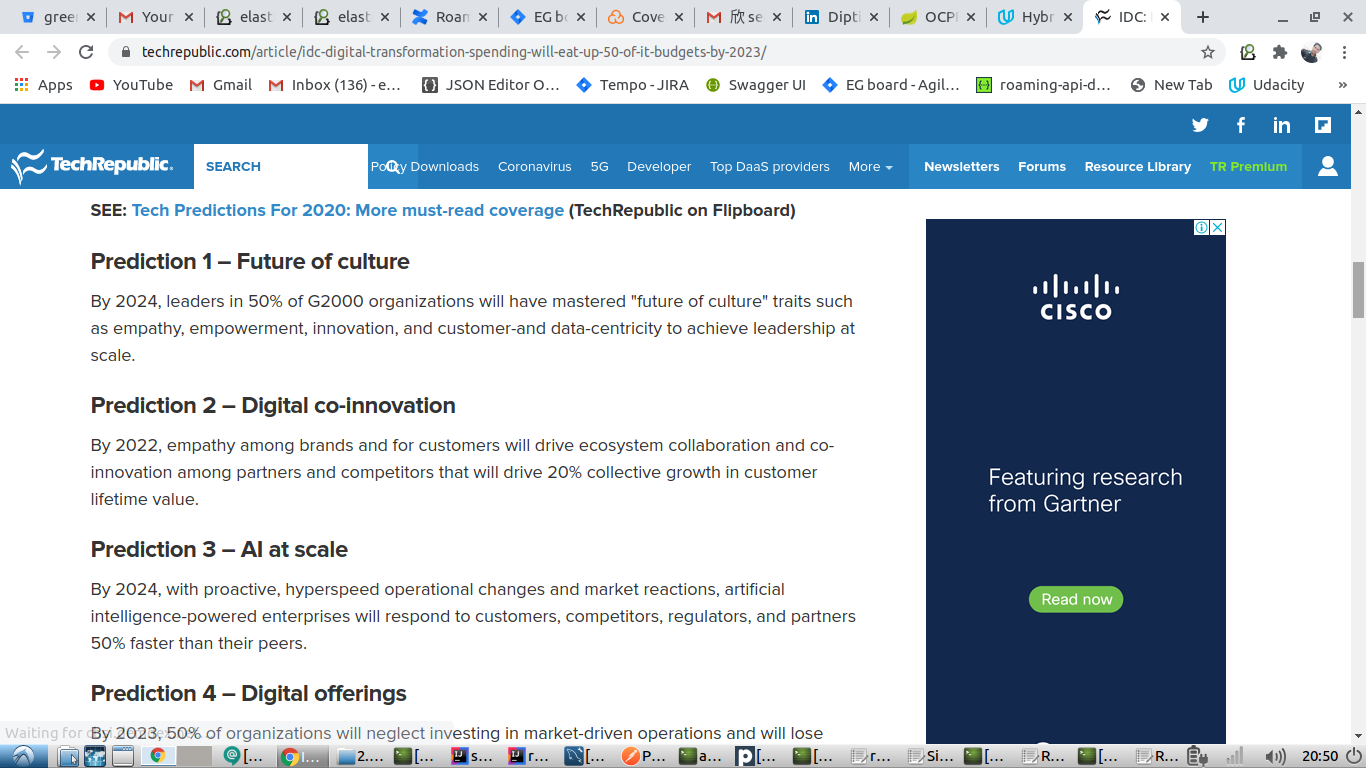 green
Your
elast
elast
Roan
EG bo
Cove
欣 se
Dipti
OCP
Hybr
IDC:
techrepublic.com/article/idc-digital-transformation-spending-will-eat-up-50-of-it-budgets-by-2023/
Apps
YouTube
Gmail
Inbox (136) - e...
JSON Editor O...
Tempo - JIRA
Swagger UI
EG board - Agil...
roaming-api-d...
New Tab
Udacity
»
TechRepublic.
SEARCH
Policy Downloads
Coronavirus
5G
Developer
Top DaaS providers
More
Newsletters
Forums
Resource Library
TR Premium
SEE: Tech Predictions For 2020: More must-read coverage (TechRepublic on Flipboard)
Prediction 1 – Future of culture
By 2024, leaders in 50% of G2000 organizations will have mastered "future of culture" traits such
as empathy, empowerment, innovation, and customer-and data-centricity to achieve leadership at
scale.
Prediction 2 – Digital co-innovation
By 2022, empathy among brands and for customers will drive ecosystem collaboration and co-
innovation among partners and competitors that will drive 20% collective growth in customer
lifetime value.
Prediction 3 – AI at scale
By 2024, with proactive, hyperspeed operational changes and market reactions, artificial
intelligence-powered enterprises will respond to customers, competitors, regulators, and partners
50% faster than their peers.
Prediction 4 – Digital offerings
By 2023, 50% of organizations will neglect investing in market-driven operations and will lose
CISCO
Featuring research
from Gartner
Read now
Waiting for
[...
I...
2....
[...
s...
r...
[...
P...
a...
[...
[...
r...
Si...
[...
R...
[...
R...
20:50